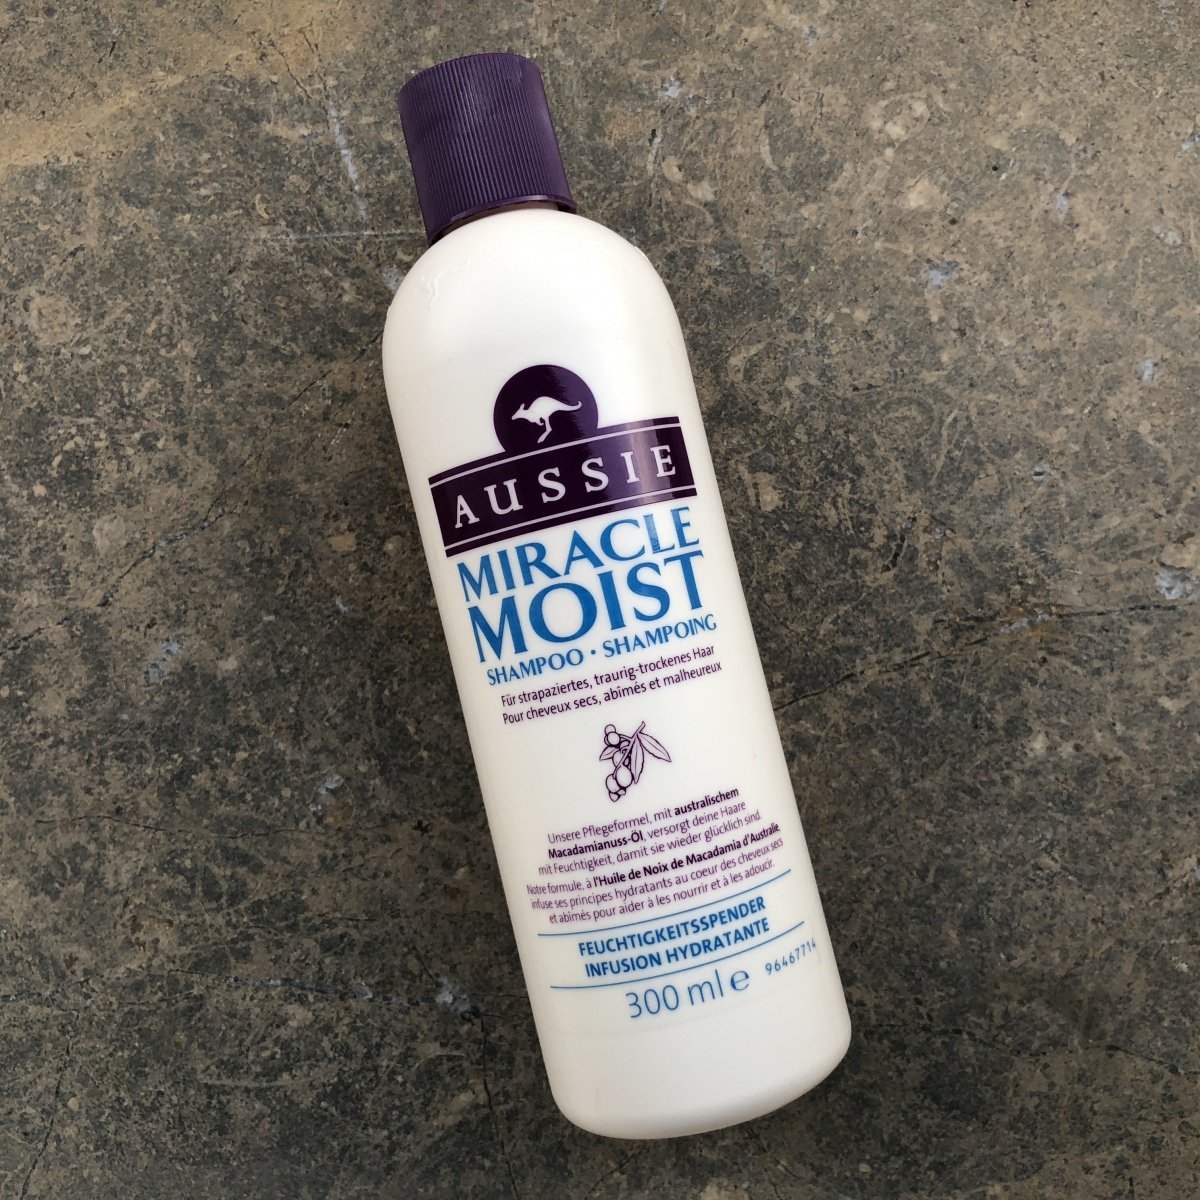 AUSSIE
MIRACLE
MOIST
SHAMPOO · SHAMPOING
Für strapaziertes, traurig-trockenes Haar
Pour cheveux secs, abimés et malheureux
Unsere Pflegeformel, mit australischem
Macadamianuss-Öl, versorgt deine Haare
mit Feuchtigkeit, damit sie wieder glücklich sind.
Notre formule, à l'Huile de Noix de Macadamia d'Australie,
infuse ses principes hydratants au coeur des cheveux secs
et abimés pour aider à les nourrir et à les adoucir.
FEUCHTIGKEITSSPENDER
INFUSION HYDRATANTE
300 ml e 96467714